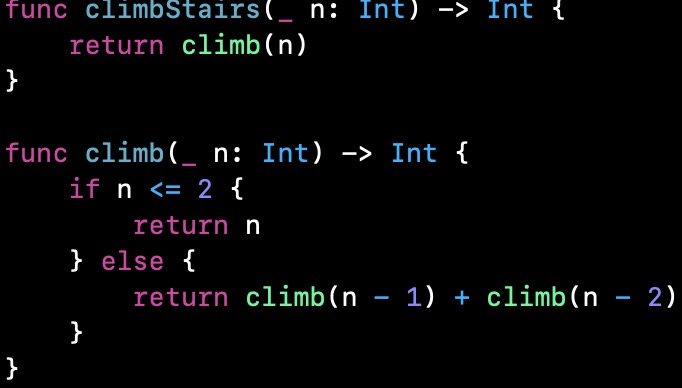 func climbStairs(_ n: Int) -> Int {
    return climb(n)
}

func climb(_ n: Int) -> Int {
    if n <= 2 {
        return n
    } else {
        return climb(n - 1) + climb(n - 2)
    }
}